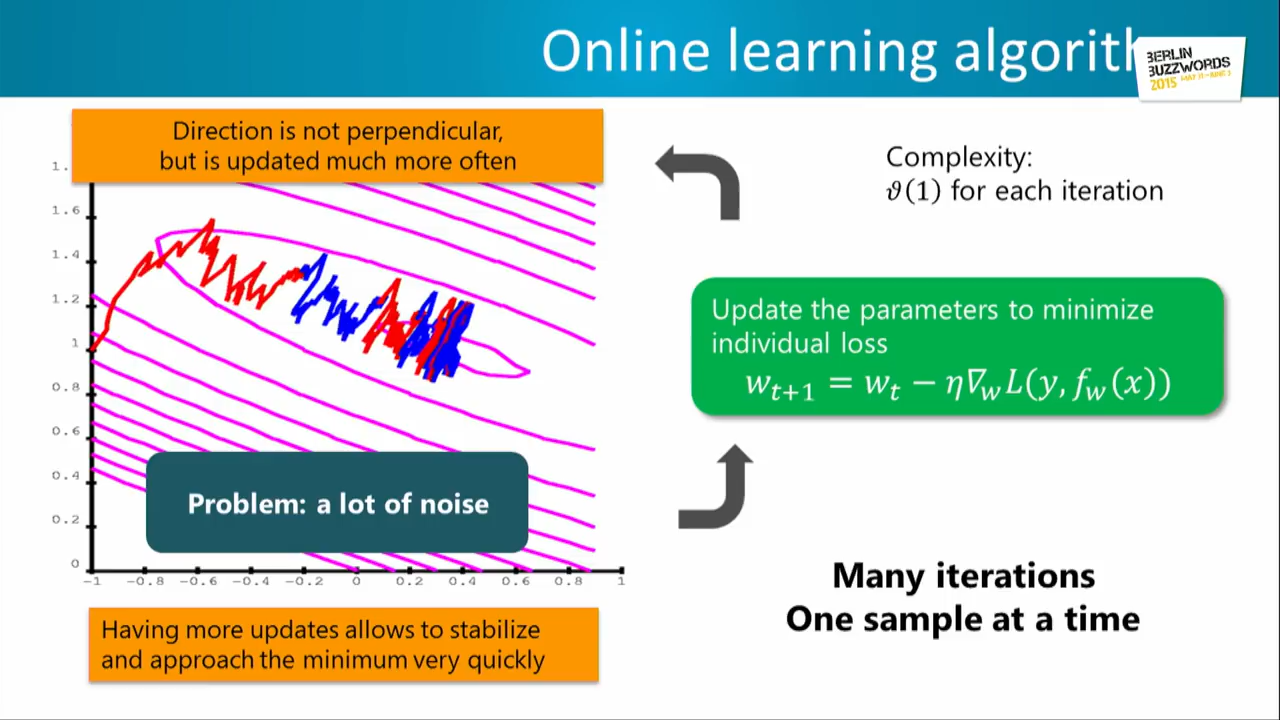 Online learning algorith
BERLIN
BUZZWORDS
2015
Direction is not perpendicular,
but is updated much more often
Complexity:
𝜗(1) for each iteration
1.
1.6
1.4
1.2
1
0.8
0.6
0.4
0.2
0
-1 -0.8 -0.6 -0.4 -0.2 0 0.2 0.4 0.6 0.8 1
Update the parameters to minimize
individual loss
w_{t+1} = w_t − η∇_w L(y, f_w(x))
Problem: a lot of noise
Many iterations
One sample at a time
Having more updates allows to stabilize
and approach the minimum very quickly